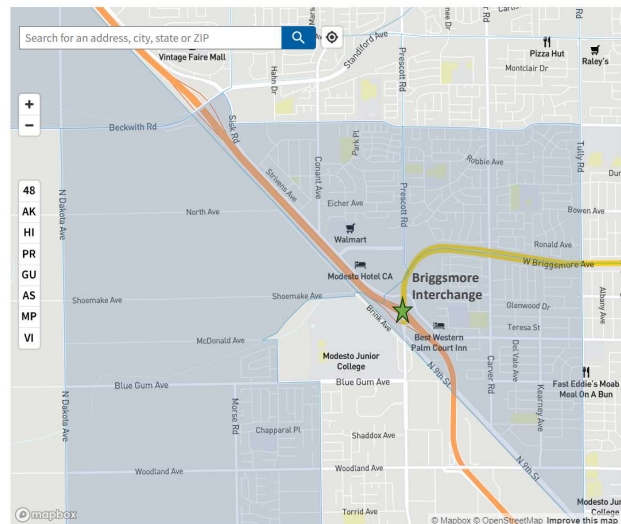 Search for an address, city, state or ZIP
Vintage Faire Mall
Standiford Ave
Pizza Hut
Raley's
Montclair Dr
Hahn Dr
Prescott Rd
Beckwith Rd
Sisk Rd
Park Pl
Robbie Ave
Tully Rd
Conant Ave
Strivens Ave
Prescott Rd
+
−
48
AK
HI
PR
GU
AS
MP
VI
N Dakota Ave
North Ave
Eicher Ave
Bowen Ave
Walmart
Ronald Ave
W Briggsmore Ave
Modesto Hotel CA
Briggsmore
Interchange
Shoemake Ave
Shoemake Ave
Brink Ave
Glenwood Dr
Albany Ave
Teresa St
McDonald Ave
Best Western
Palm Court Inn
Modesto Junior
College
N 9th St
Carver Rd
Del Vale Ave
Kearney Ave
Fast Eddie's Moab
Meal On A Bun
Blue Gum Ave
Blue Gum Ave
N Dakota Ave
Morse Rd
Chapparal Pl
Shaddox Ave
Woodland Ave
Woodland Ave
N 9th St
Modesto Jun
College
Torrid Ave
mapbox
© Mapbox © OpenStreetMap Improve this map